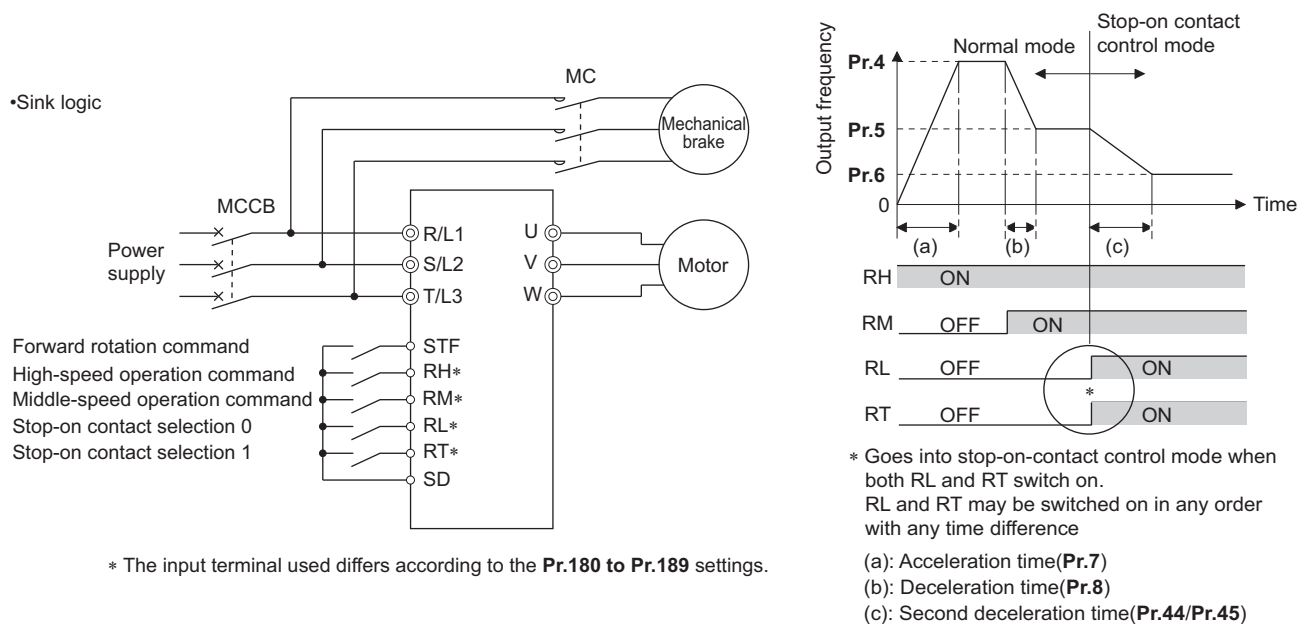 •Sink logic
MC
Mechanical
brake
MCCB
Power
supply
R/L1
S/L2
T/L3
U
V
W
Motor
Forward rotation command
High-speed operation command
Middle-speed operation command
Stop-on contact selection 0
Stop-on contact selection 1
STF
RH*
RM*
RL*
RT*
SD
* The input terminal used differs according to the Pr.180 to Pr.189 settings.
Output frequency
Normal mode
Stop-on contact
control mode
Pr.4
Pr.5
Pr.6
0
Time
(a)
(b)
(c)
RH ON
RM OFF ON
RL OFF ON
*
RT OFF ON
* Goes into stop-on-contact control mode when
both RL and RT switch on.
RL and RT may be switched on in any order
with any time difference
(a): Acceleration time(Pr.7)
(b): Deceleration time(Pr.8)
(c): Second deceleration time(Pr.44/Pr.45)